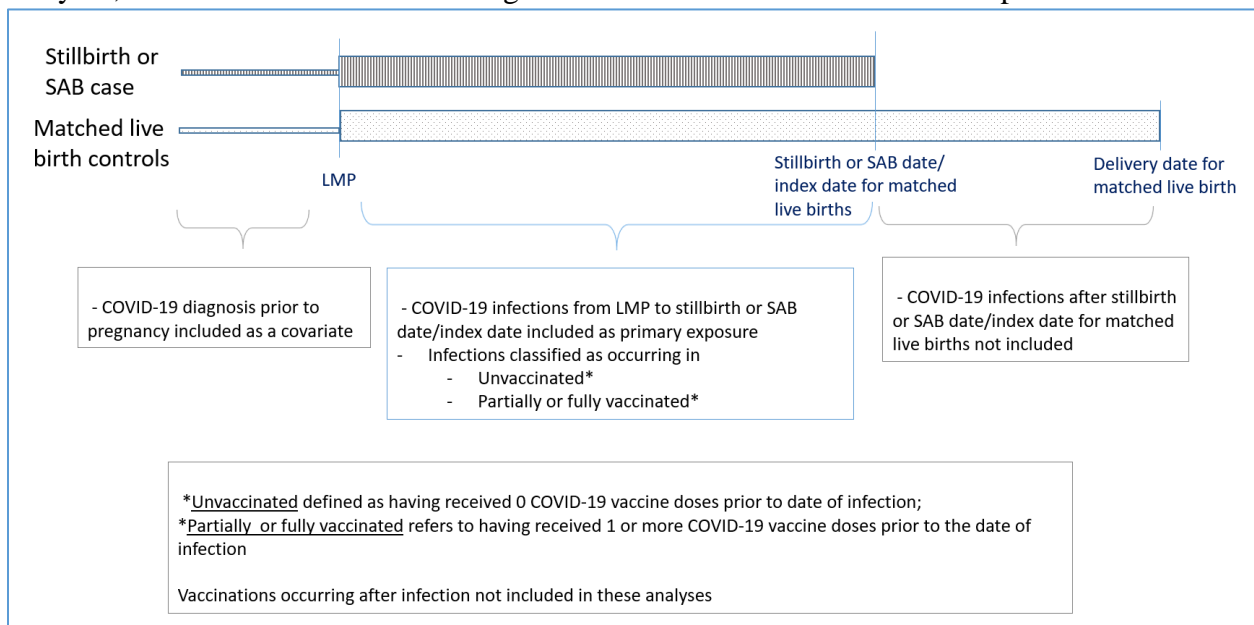 Stillbirth or
SAB case
Matched live
birth controls
LMP
Stillbirth or SAB date/
index date for matched
live births
Delivery date for
matched live birth
- COVID-19 diagnosis prior to
pregnancy included as a covariate
- COVID-19 infections from LMP to stillbirth or SAB
date/index date included as primary exposure
- Infections classified as occurring in
- Unvaccinated*
- Partially or fully vaccinated*
- COVID-19 infections after stillbirth
or SAB date/index date for matched
live births not included
*Unvaccinated defined as having received 0 COVID-19 vaccine doses prior to date of infection;
*Partially or fully vaccinated refers to having received 1 or more COVID-19 vaccine doses prior to the date of
infection
Vaccinations occurring after infection not included in these analyses